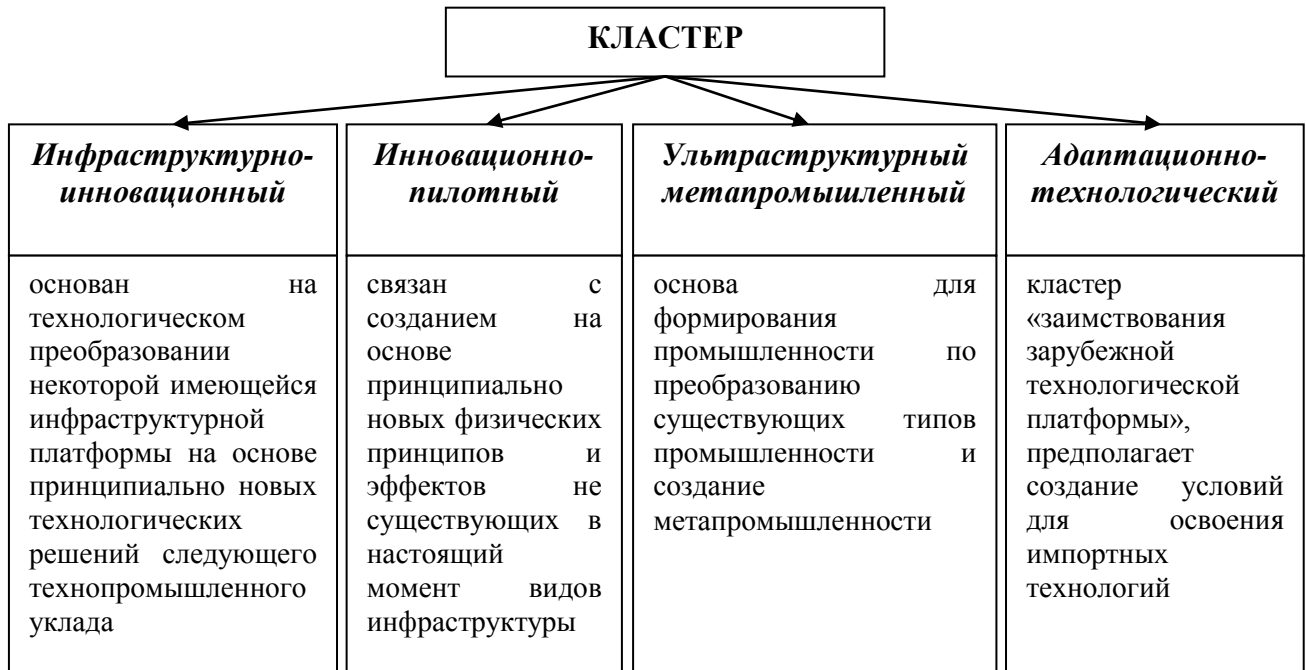 КЛАСТЕР
Инфраструктурно-
инновационный
основан на
технологическом
преобразовании
некоторой имеющейся
инфраструктурной
платформы на основе
принципиально новых
технологических
решений следующего
технопромышленного
уклада
Инновационно-
пилотный
связан с
созданием на
основе
принципиально
новых физических
принципов и
эффектов не
существующих в
настоящий
момент видов
инфраструктуры
Ультраструктурный
метапромышленный
основа для
формирования
промышленности по
преобразованию
существующих типов
промышленности и
создание
метапромышленности
Адаптационно-
технологический
кластер
«заимствования
зарубежной
технологической
платформы»,
предполагает
создание условий
для освоения
импортных
технологий